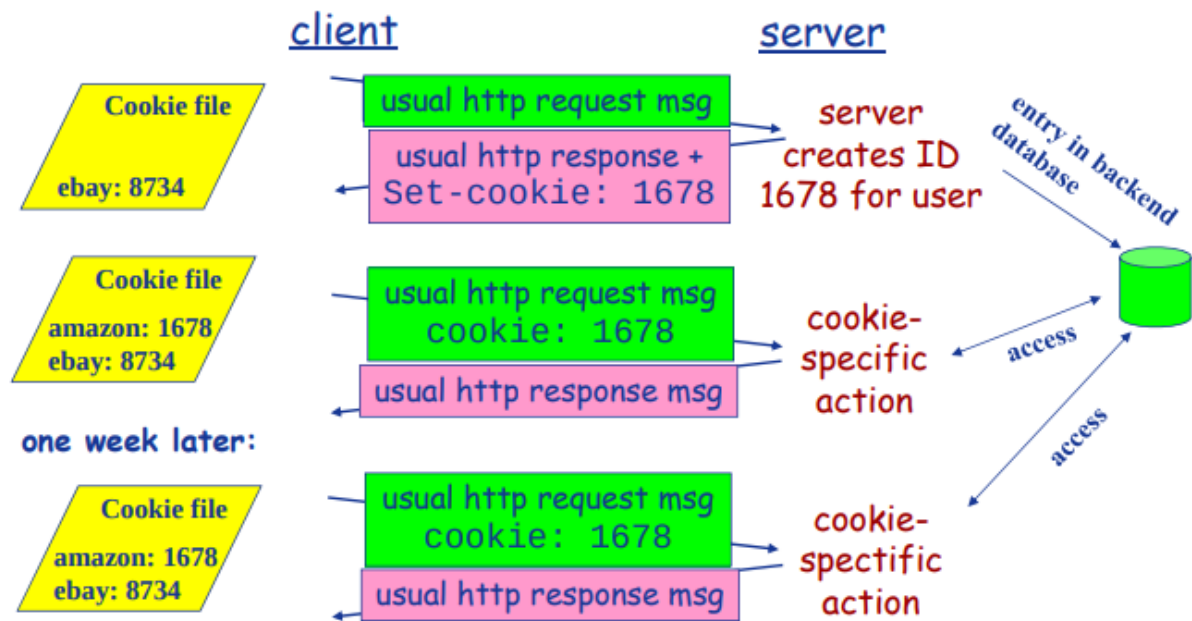 client
server
Cookie file
ebay: 8734
usual http request msg
usual http response +
Set-cookie: 1678
server
creates ID
1678 for user
entry in backend
database
Cookie file
amazon: 1678
ebay: 8734
usual http request msg
cookie: 1678
usual http response msg
cookie-
specific
action
access
access
one week later:
Cookie file
amazon: 1678
ebay: 8734
usual http request msg
cookie: 1678
usual http response msg
cookie-
spectific
action